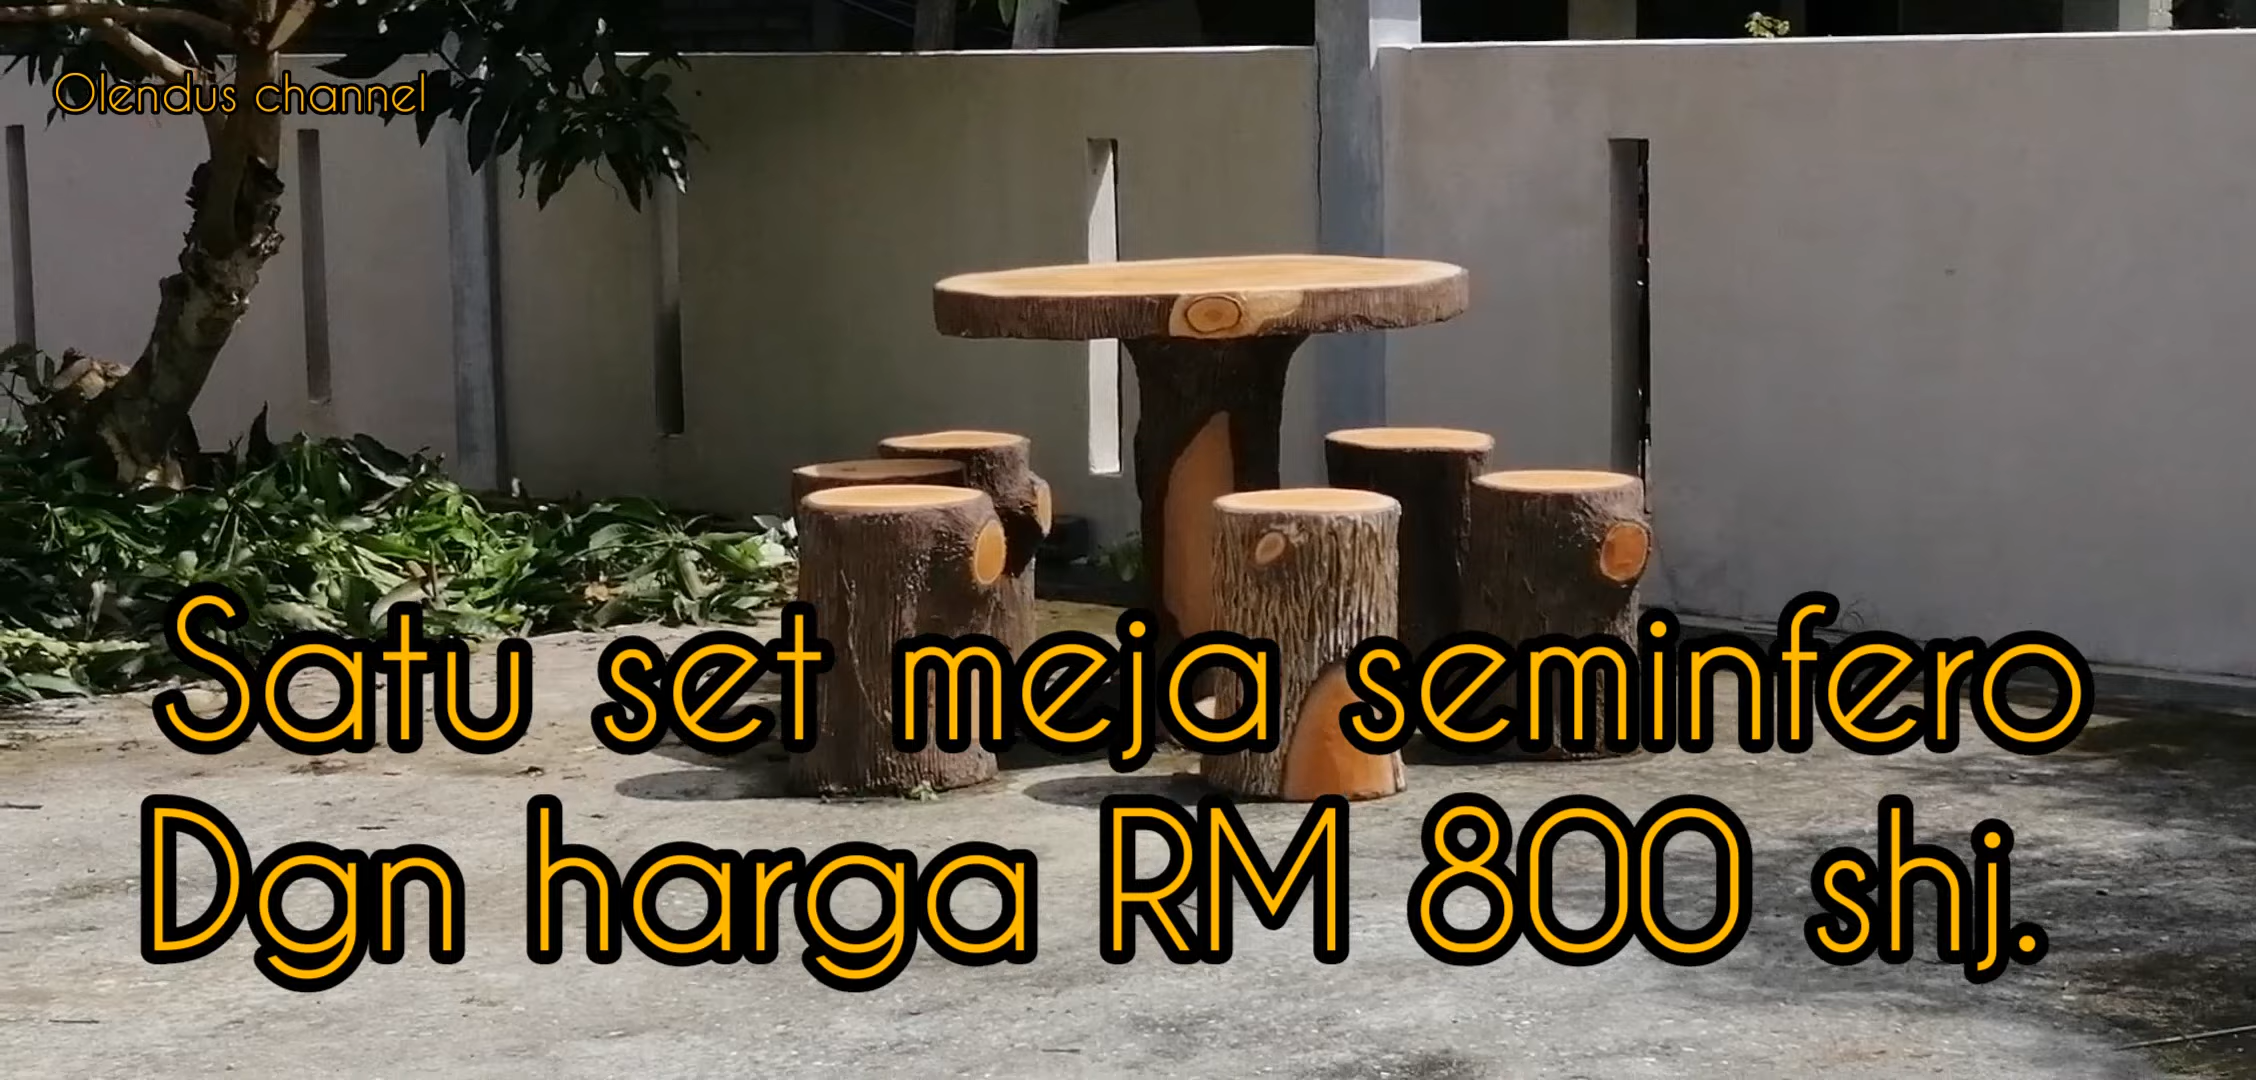 Olendus channel
Satu set meja seminfero
Dgn harga RM 800 shj.